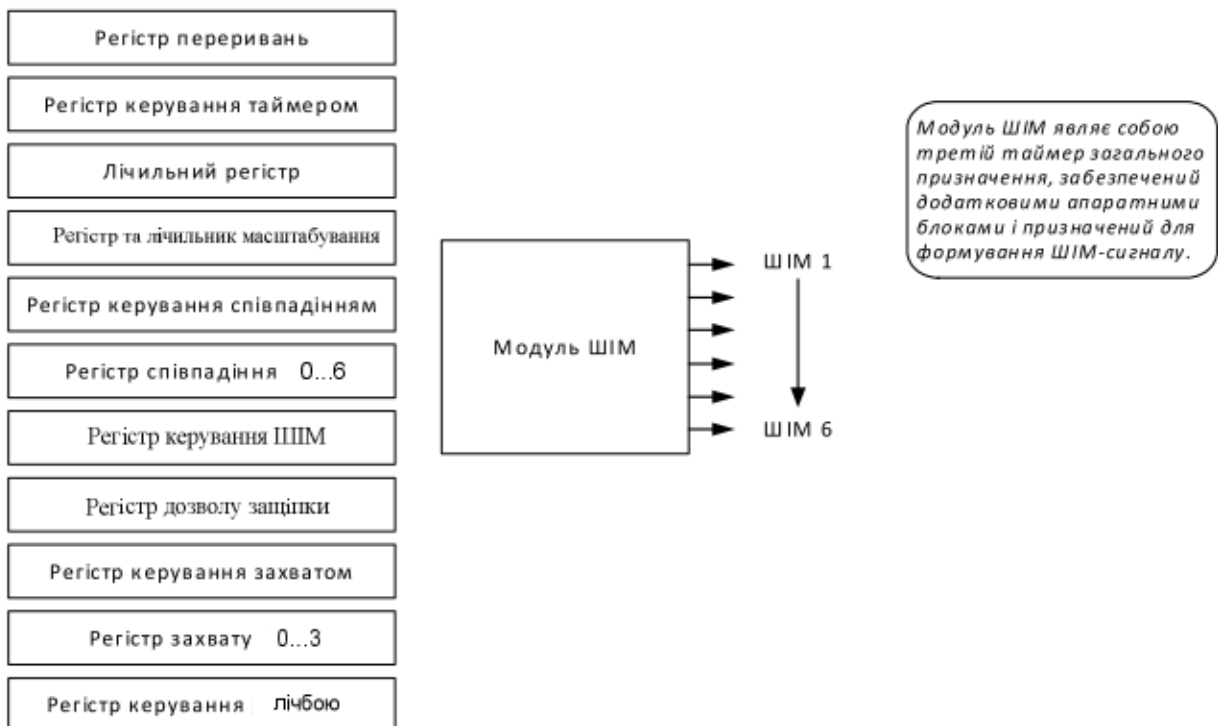 Регістр переривань
Регістр керування таймером
Лічильний регістр
Регістр та лічильник масштабування
Регістр керування співпадінням
Регістр співпадіння 0...6
Регістр керування ШІМ
Регістр дозволу защіпки
Регістр керування захватом
Регістр захвату 0...3
Регістр керування лічбою
Модуль ШІМ
ШІМ 1
ШІМ 6
Модуль ШІМ являє собою
третій таймер загального
призначення, забезпечений
додатковими апаратними
блоками і призначений для
формування ШІМ-сигналу.